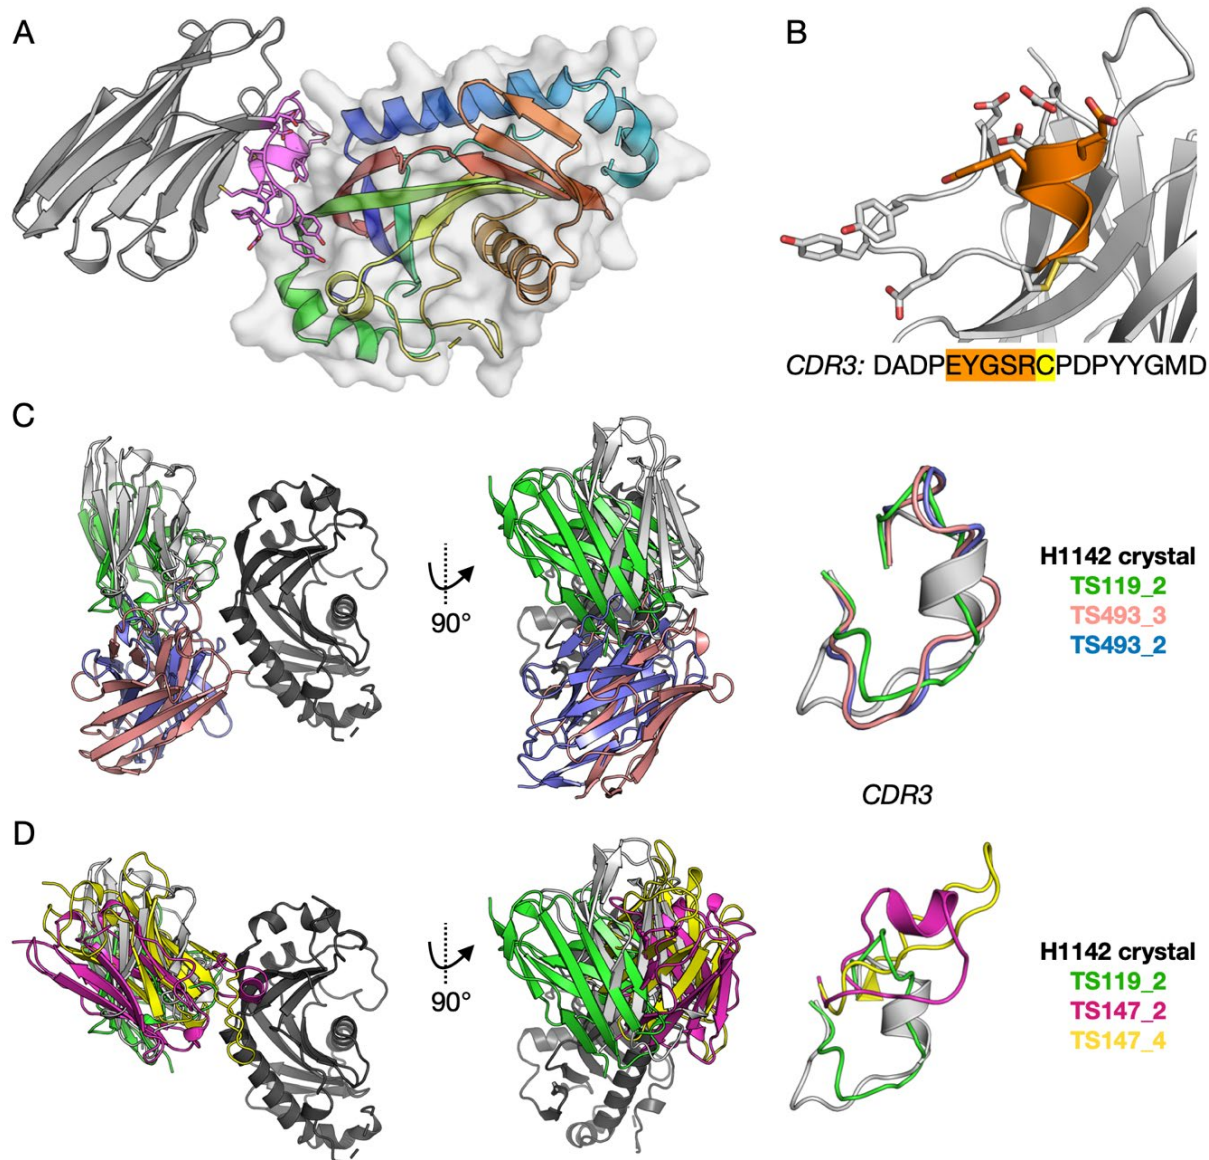 A
B
CDR3: DADPEYGSRCPDPYYGMD
C
90°
H1142 crystal
TS119_2
TS493_3
TS493_2
CDR3
D
90°
H1142 crystal
TS119_2
TS147_2
TS147_4